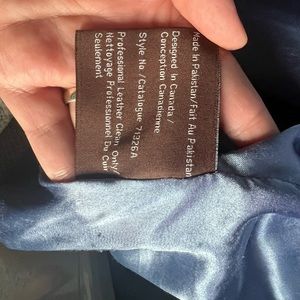 Made In Pakistan/Fait Au Pakistan
Designed in Canada /
Conception Canadienne
Style No /Catalogue 71326A
Professional Leather Clean Only/
Nettoyage Professionnel Du Cuir
Seulement